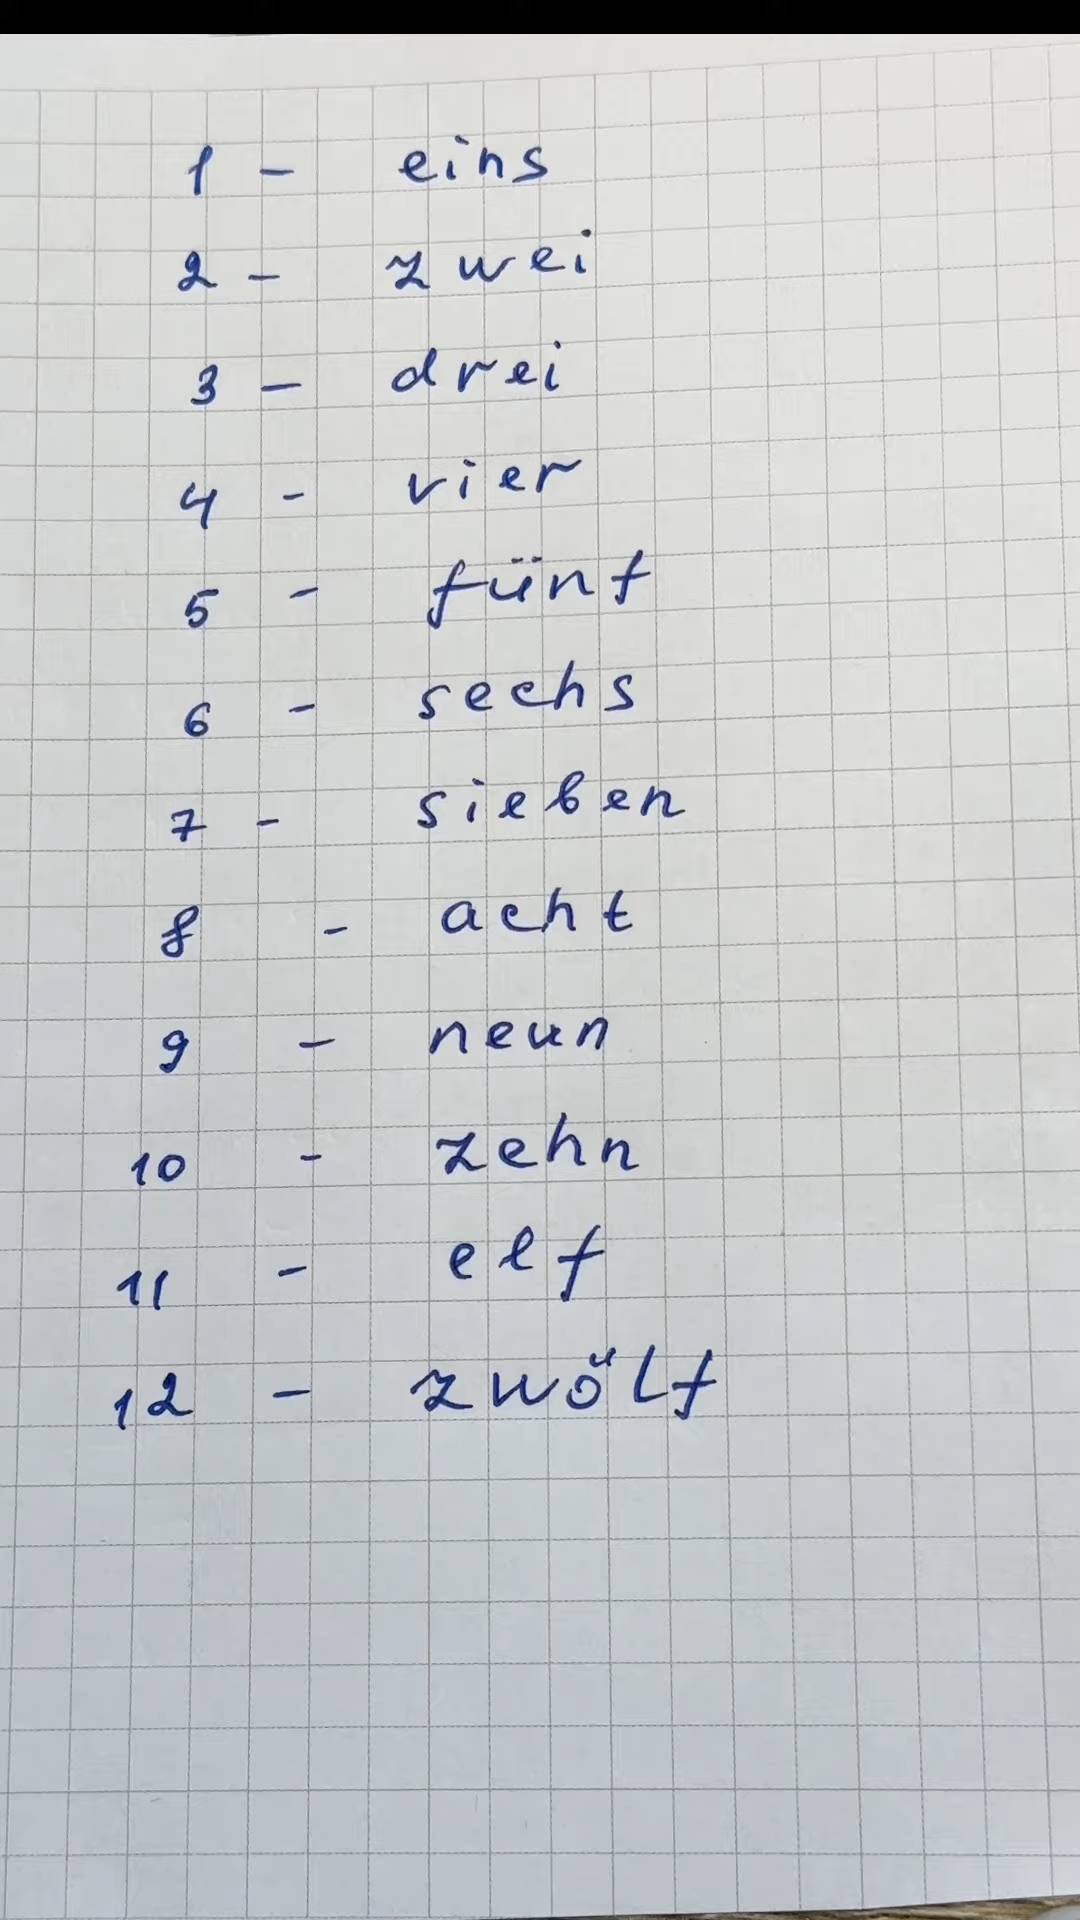 1 - eins
2 - zwei
3 - drei
4 - vier
5 - fünf
6 - sechs
7 - sieben
8 - acht
9 - neun
10 - zehn
11 - elf
12 - zwölf